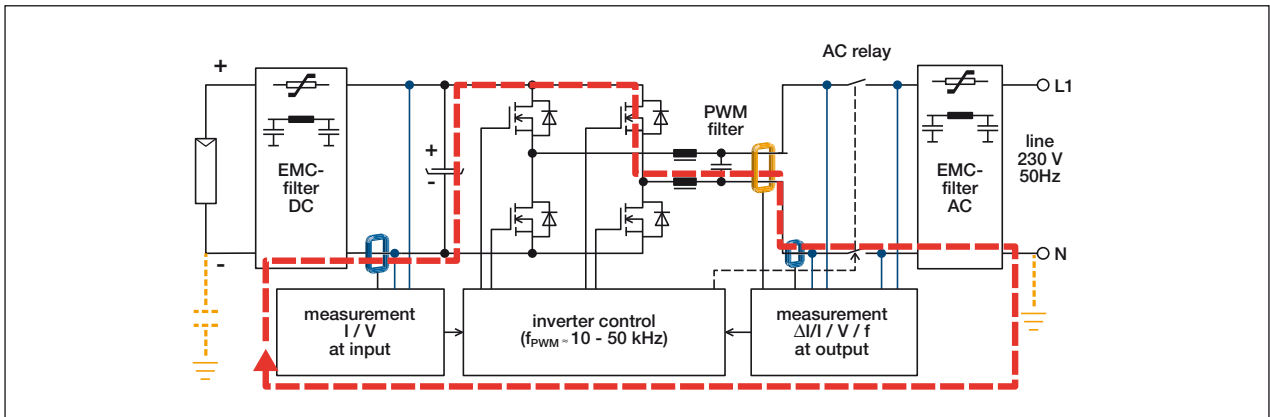 AC relay
+
L1
PWM
filter
+
-
EMC-
filter
DC
EMC-
filter
AC
line
230 V
50Hz
-
N
measurement
I / V
at input
inverter control
(fPWM ≈ 10 - 50 kHz)
measurement
ΔI/I / V / f
at output